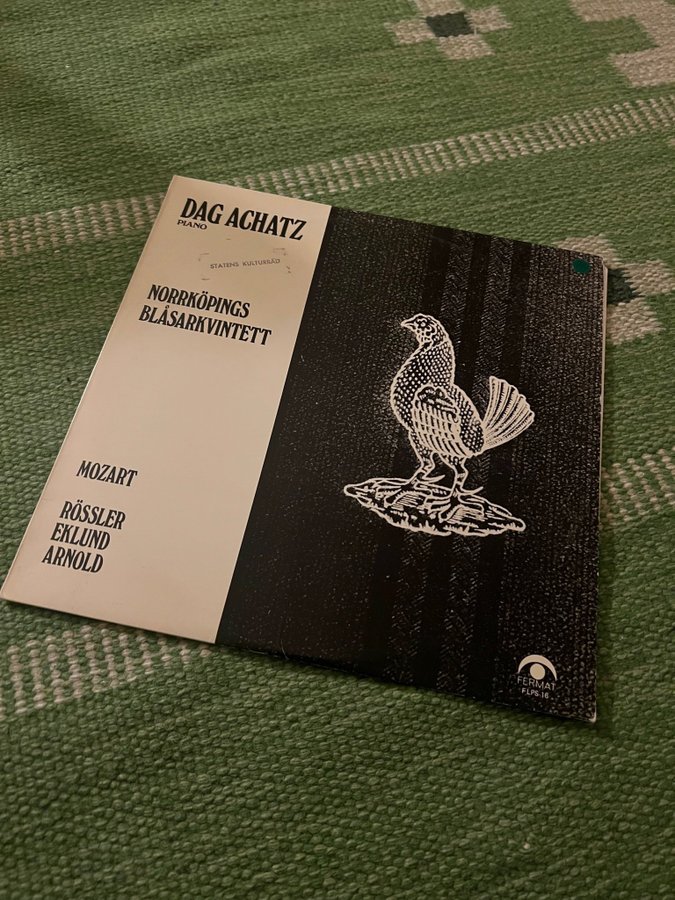 DAG ACHATZ
PIANO
STATENS KULTURRÅD
NORRKÖPINGS
BLÅSARKVINTETT
MOZART
RÖSSLER
EKLUND
ARNOLD
FERMAT
FLPS 16